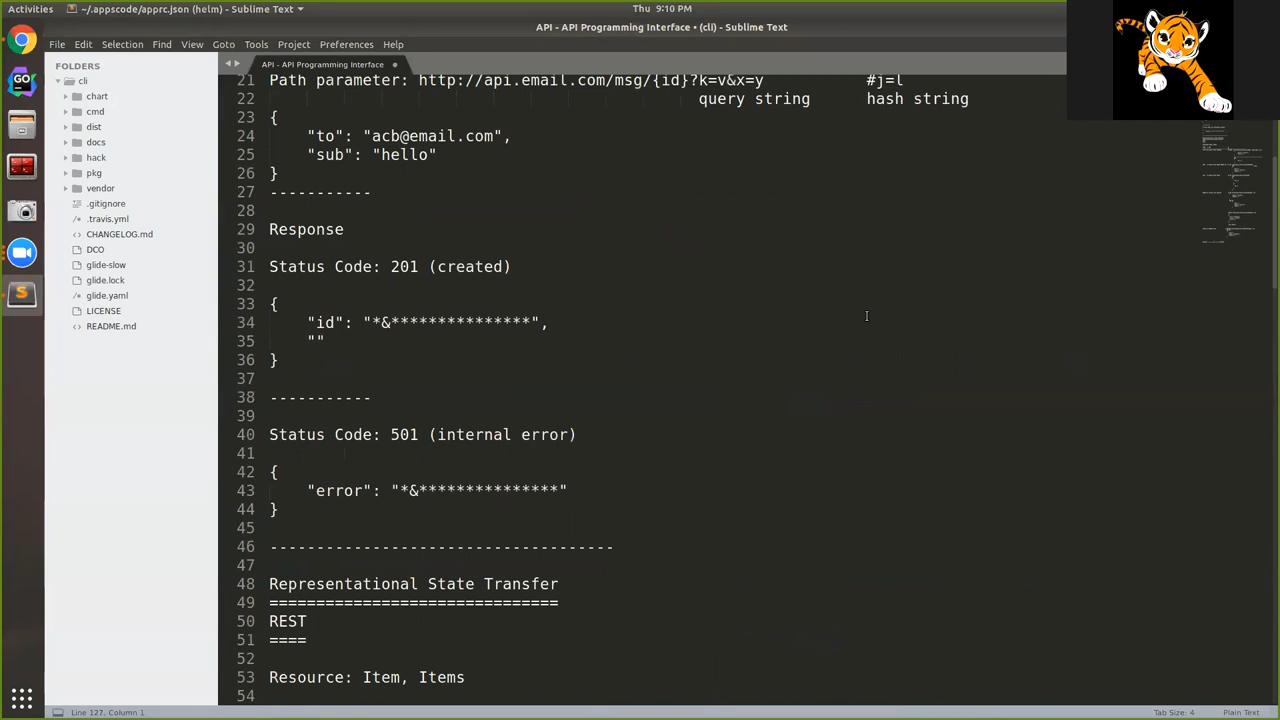 Activities
~/.appscode/apprc.json (helm) - Sublime Text
Thu 9:10 PM
API - API Programming Interface • (cli) - Sublime Text
File Edit Selection Find View Goto Tools Project Preferences Help
FOLDERS
cli
chart
cmd
dist
docs
hack
pkg
vendor
.gitignore
.travis.yml
CHANGELOG.md
DCO
glide-slow
glide.lock
glide.yaml
LICENSE
README.md
API - API Programming Interface
21 Path parameter: http://api.email.com/msg/{id}?k=v&x=y #j=l
22 query string hash string
23 {
24 "to": "acb@email.com",
25 "sub": "hello"
26 }
27 -----------
28
29 Response
30
31 Status Code: 201 (created)
32
33 {
34 "id": "*&***************",
35 ""
36 }
37
38 -----------
39
40 Status Code: 501 (internal error)
41
42 {
43 "error": "*&***************"
44 }
45
46 -------------------------------------
47
48 Representational State Transfer
49 ===============================
50 REST
51 ====
52
53 Resource: Item, Items
54
Line 127, Column 1
Tab Size: 4
Plain Text